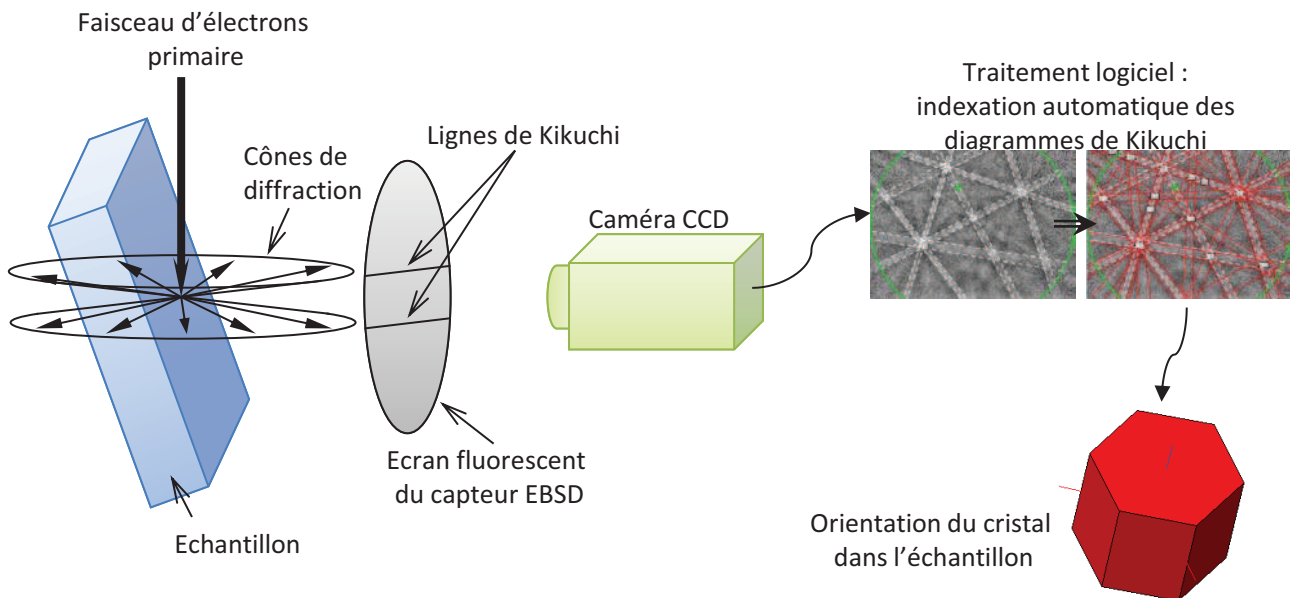 Faisceau d'électrons
primaire
Cônes de
diffraction
Lignes de Kikuchi
Caméra CCD
Traitement logiciel :
indexation automatique des
diagrammes de Kikuchi
Ecran fluorescent
du capteur EBSD
Echantillon
Orientation du cristal
dans l'échantillon